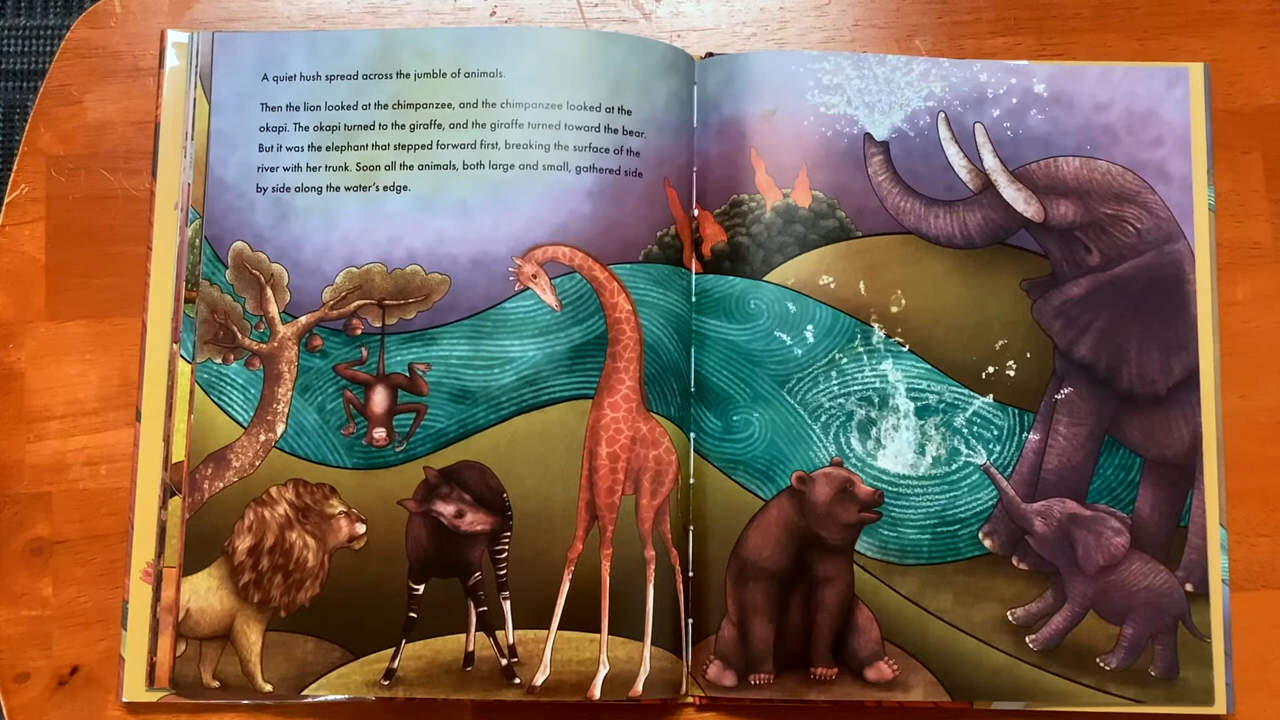 A quiet hush spread across the jumble of animals.
Then the lion looked at the chimpanzee, and the chimpanzee looked at the
okapi. The okapi turned to the giraffe, and the giraffe turned toward the bear.
But it was the elephant that stepped forward first, breaking the surface of the
river with her trunk. Soon all the animals, both large and small, gathered side
by side along the water’s edge.